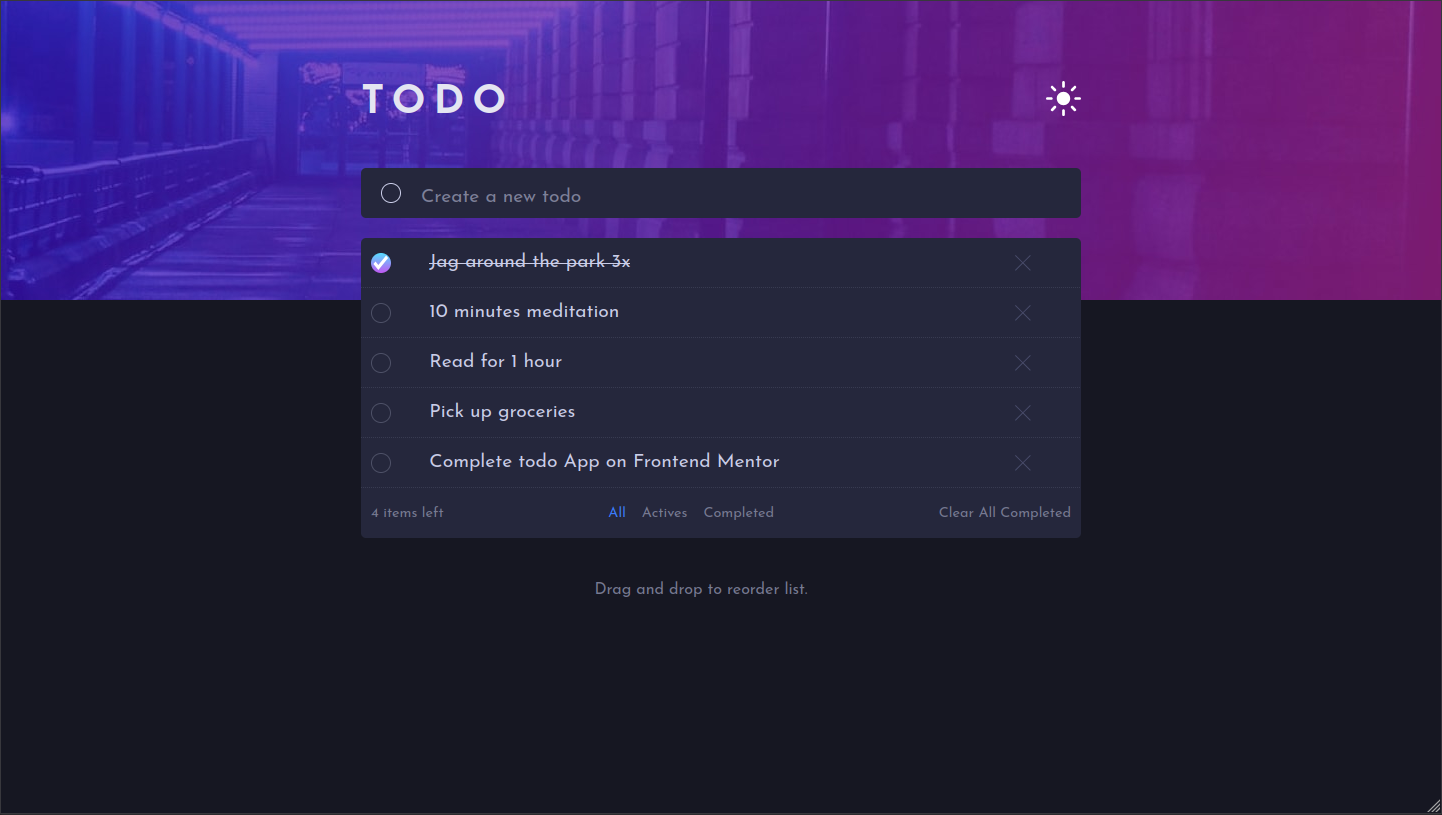 TODO
Create a new todo
Jag around the park 3x
10 minutes meditation
Read for 1 hour
Pick up groceries
Complete todo App on Frontend Mentor
4 items left All Actives Completed Clear All Completed
Drag and drop to reorder list.